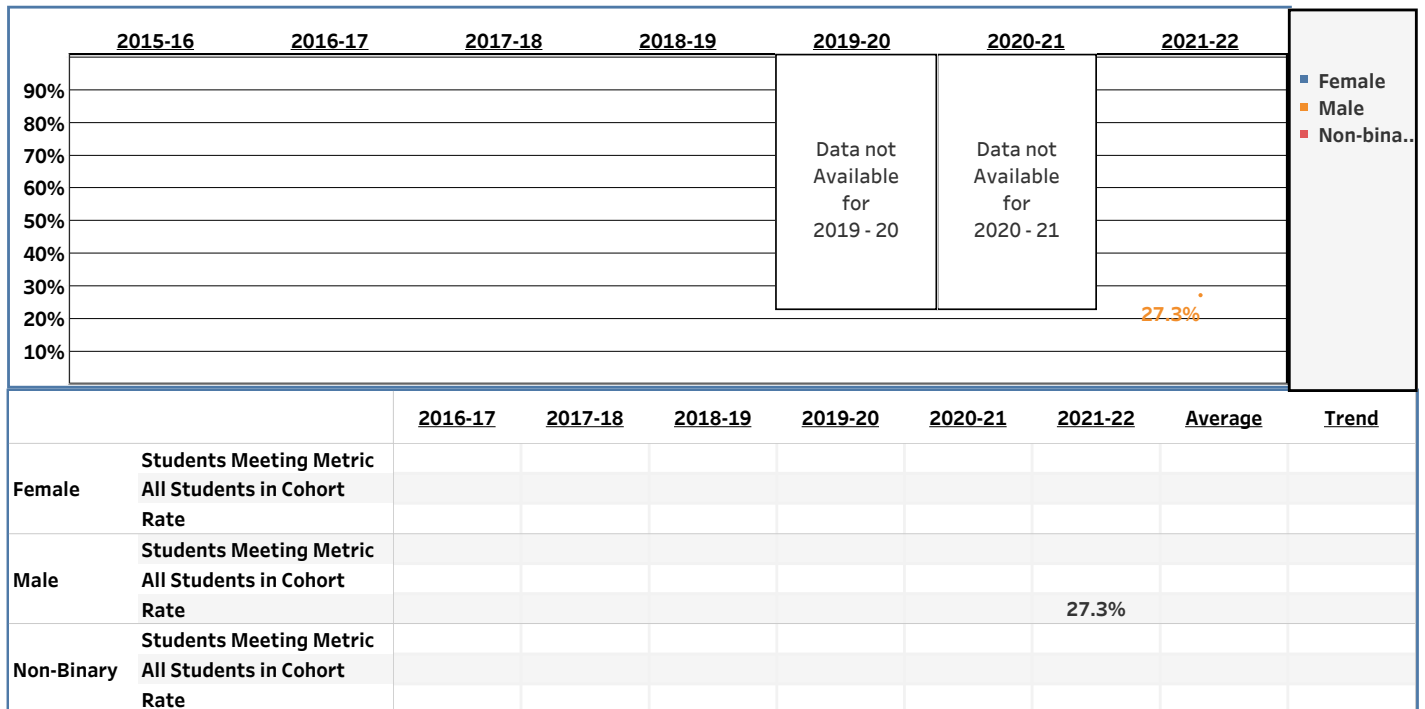 2015-16 2016-17 2017-18 2018-19 2019-20 2020-21 2021-22
90%
80%
70%
60%
50%
40%
30%
20%
10%
Data not
Available
for
2019 - 20
Data not
Available
for
2020 - 21
27.3%
Female
Male
Non-bina..
2016-17 2017-18 2018-19 2019-20 2020-21 2021-22 Average Trend
Female
Students Meeting Metric
All Students in Cohort
Rate
Male
Students Meeting Metric
All Students in Cohort
Rate 27.3%
Non-Binary
Students Meeting Metric
All Students in Cohort
Rate